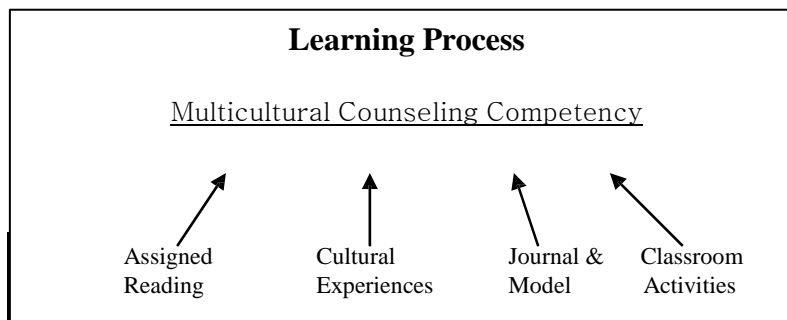 Learning Process
Multicultural Counseling Competency
Assigned
Reading
Cultural
Experiences
Journal &
Model
Classroom
Activities